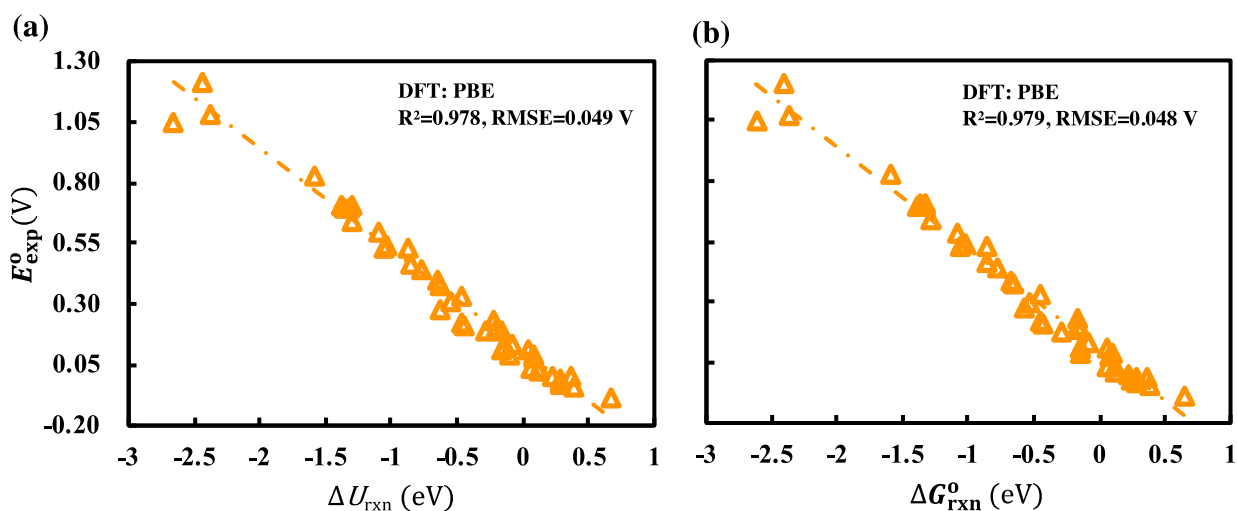 (a)
1.30
1.05
0.80
0.55
0.30
0.05
-0.20
E°exp(V)
DFT: PBE
R²=0.978, RMSE=0.049 V
-3 -2.5 -2 -1.5 -1 -0.5 0 0.5 1
ΔUrxn (eV)
(b)
DFT: PBE
R²=0.979, RMSE=0.048 V
-3 -2.5 -2 -1.5 -1 -0.5 0 0.5 1
ΔG°rxn (eV)